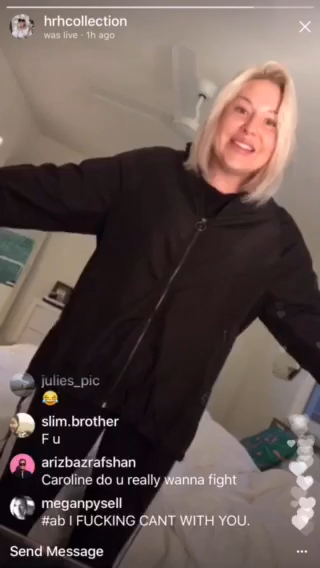 hrhcollection
was live · 1h ago
julies_pic
😂
slim.brother
F u
arizbazrafshan
Caroline do u really wanna fight
meganpysell
#ab I FUCKING CANT WITH YOU.
Send Message